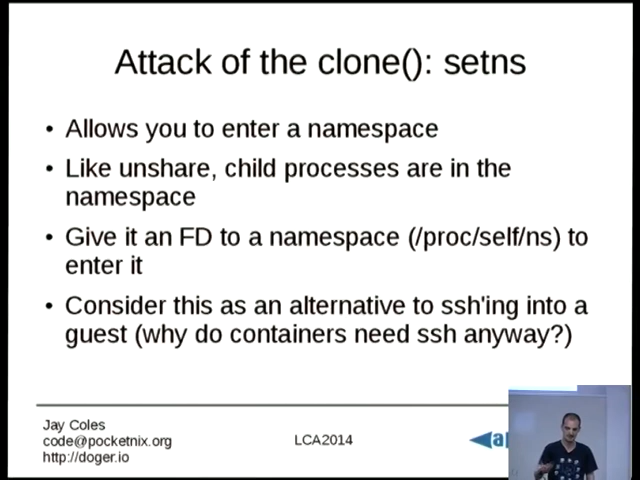 Attack of the clone(): setns
• Allows you to enter a namespace
• Like unshare, child processes are in the
namespace
• Give it an FD to a namespace (/proc/self/ns) to
enter it
• Consider this as an alternative to ssh'ing into a
guest (why do containers need ssh anyway?)
Jay Coles
code@pocketnix.org
http://doger.io
LCA2014